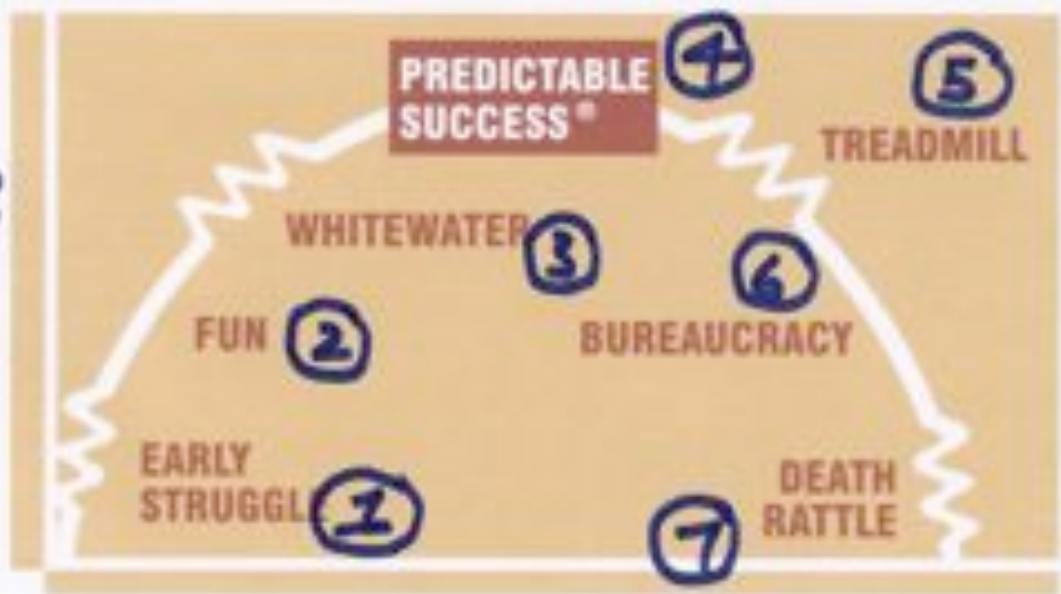 PREDICTABLE
SUCCESS®
4
5
TREADMILL
WHITEWATER
3
6
FUN
2
BUREAUCRACY
EARLY
STRUGGL
1
DEATH
RATTLE
7